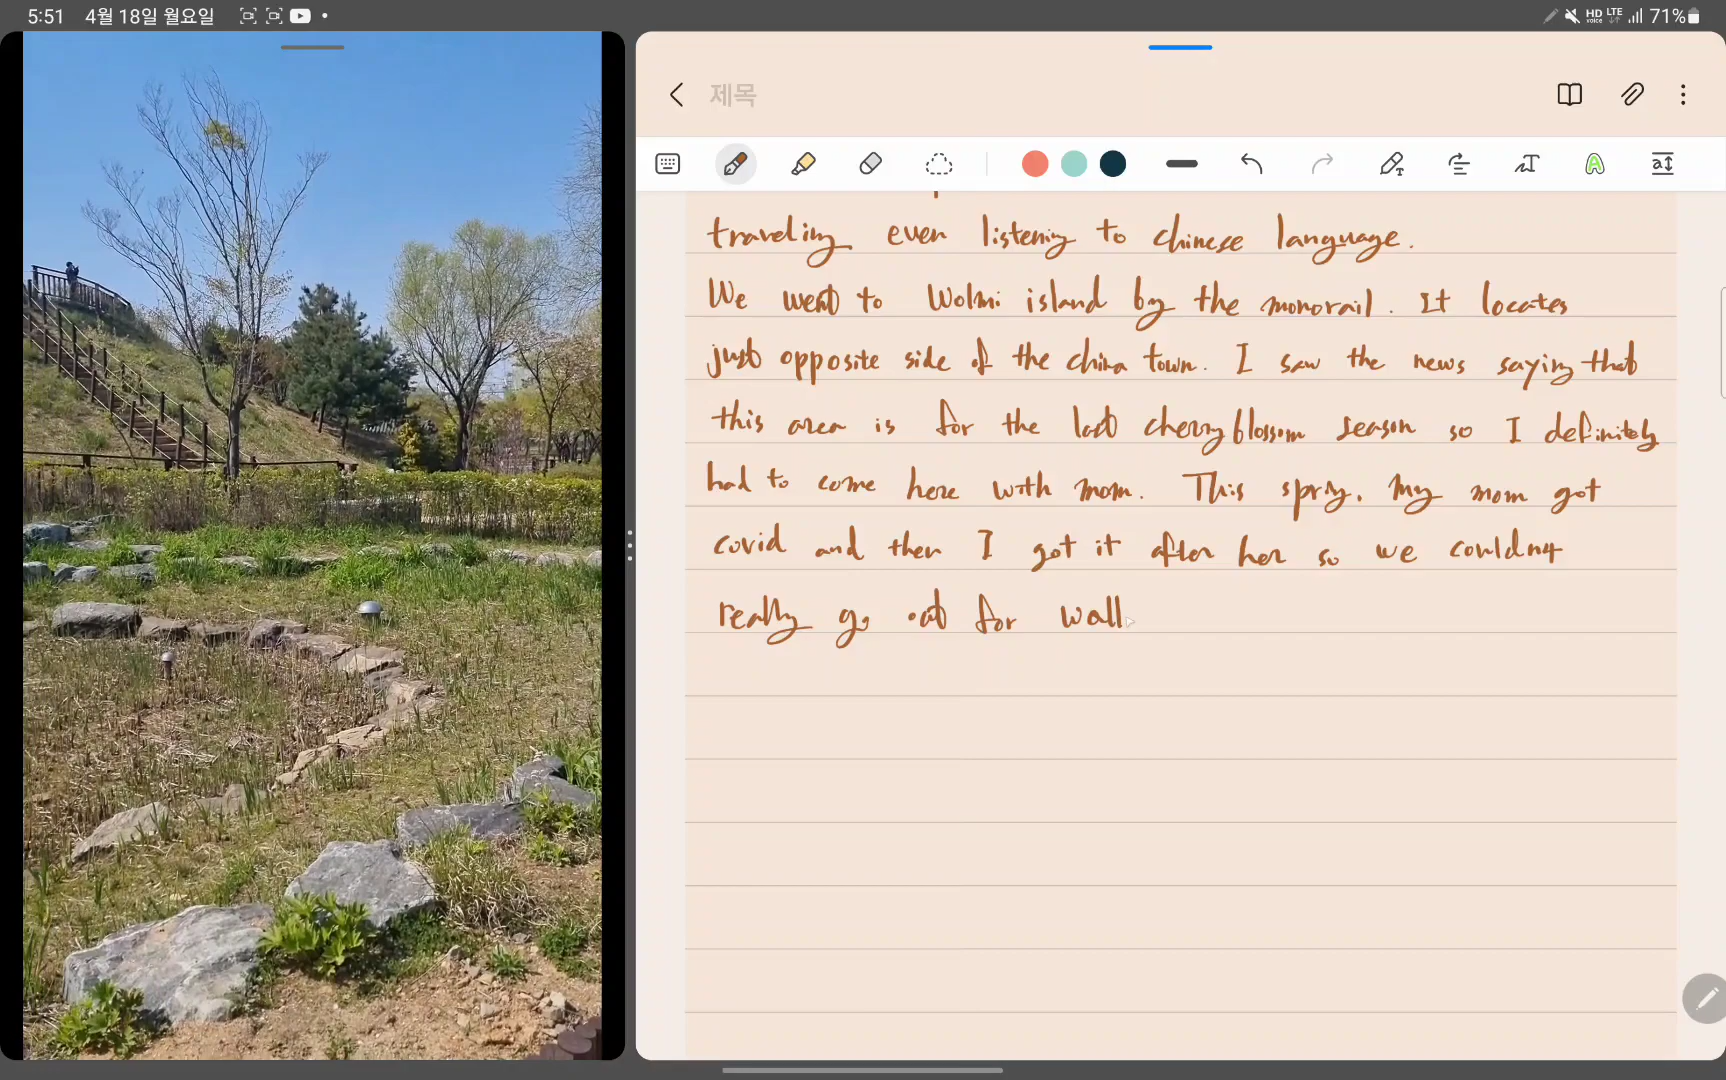 5:51 4월 18일 월요일
HD voice LTE 71%
제목
traveling even listening to chinese language.
We went to Wolmi island by the monorail. It locates
just opposite side of the china town. I saw the news saying that
this area is for the last cherry blossom season so I definitely
had to come here with mom. This spring, My mom got
covid and then I got it after her so we couldn't
really go out for wall